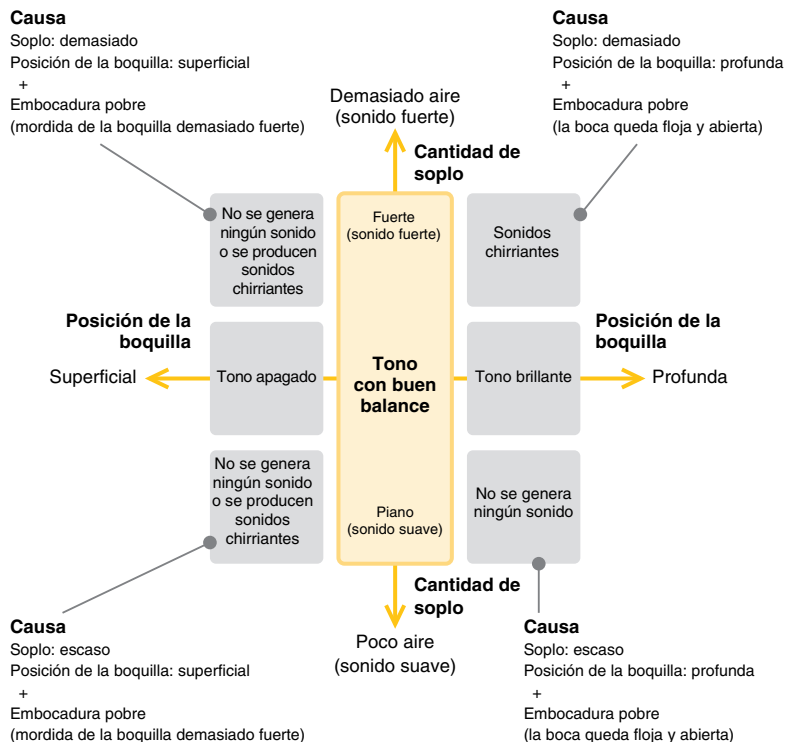 Causa
Soplo: demasiado
Posición de la boquilla: superficial
+
Embocadura pobre
(mordida de la boquilla demasiado fuerte)
Causa
Soplo: demasiado
Posición de la boquilla: profunda
+
Embocadura pobre
(la boca queda floja y abierta)
Demasiado aire
(sonido fuerte)
Cantidad de
soplo
No se genera
ningún sonido
o se producen
sonidos
chirriantes
Fuerte
(sonido fuerte)
Sonidos
chirriantes
Posición de la
boquilla
Superficial
Tono apagado
Tono
con buen
balance
Tono brillante
Posición de la
boquilla
Profunda
No se genera
ningún sonido
o se producen
sonidos
chirriantes
Piano
(sonido suave)
No se genera
ningún sonido
Cantidad de
soplo
Poco aire
(sonido suave)
Causa
Soplo: escaso
Posición de la boquilla: superficial
+
Embocadura pobre
(mordida de la boquilla demasiado fuerte)
Causa
Soplo: escaso
Posición de la boquilla: profunda
+
Embocadura pobre
(la boca queda floja y abierta)